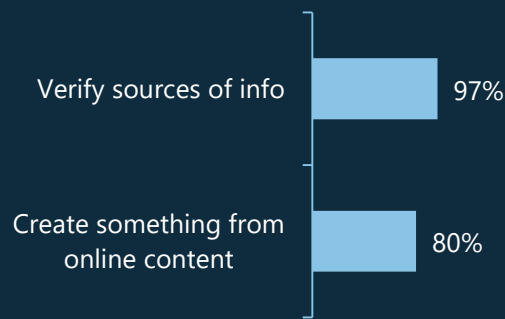 Verify sources of info
97%
Create something from
online content
80%